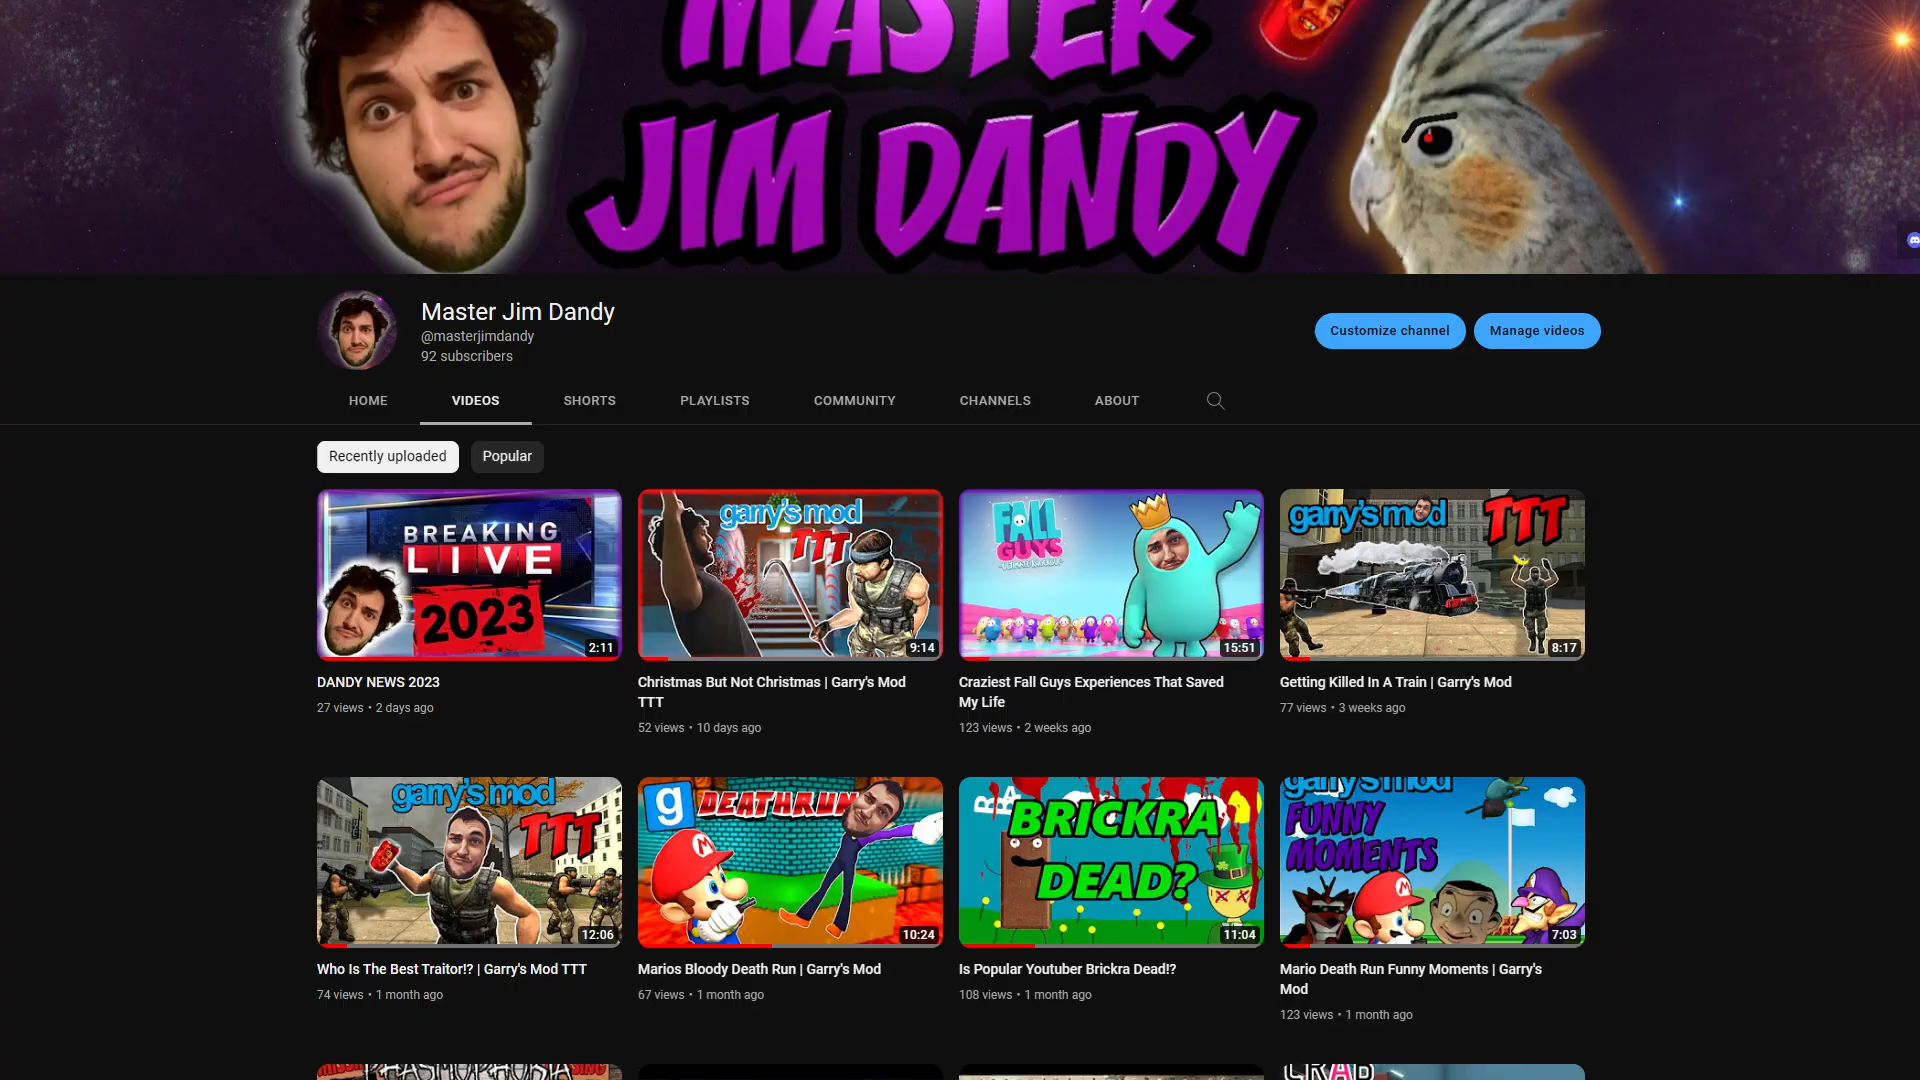 MASTER
JIM DANDY
Master Jim Dandy
@masterjimdandy
92 subscribers
Customize channel
Manage videos
HOME
VIDEOS
SHORTS
PLAYLISTS
COMMUNITY
CHANNELS
ABOUT
Recently uploaded
Popular
BREAKING
LIVE
2023
2:11
garry's mod
TTT
9:14
FALL
GUYS
15:51
garry's mod
TTT
8:17
DANDY NEWS 2023
27 views • 2 days ago
Christmas But Not Christmas | Garry's Mod
TTT
52 views • 10 days ago
Craziest Fall Guys Experiences That Saved
My Life
123 views • 2 weeks ago
Getting Killed In A Train | Garry's Mod
77 views • 3 weeks ago
garry's mod
TTT
12:06
g
DEATHRUN
M
10:24
BRICKRA
DEAD?
11:04
garry's mod
FUNNY
MOMENTS
M
7:03
Who Is The Best Traitor!? | Garry's Mod TTT
74 views • 1 month ago
Marios Bloody Death Run | Garry's Mod
67 views • 1 month ago
Is Popular Youtuber Brickra Dead!?
108 views • 1 month ago
Mario Death Run Funny Moments | Garry's
Mod
123 views • 1 month ago
PHASMOPHOBIA
CRAB